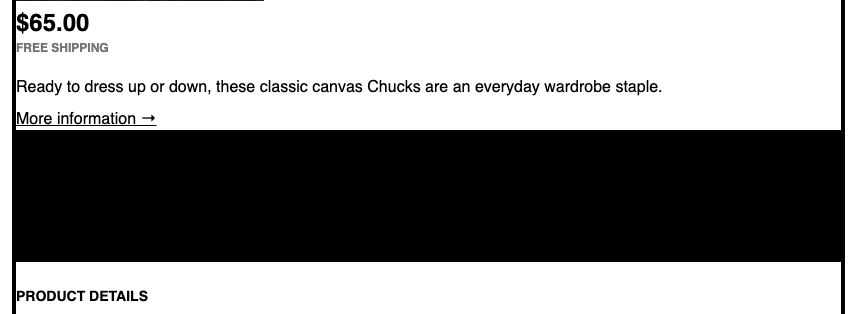 $65.00
FREE SHIPPING
Ready to dress up or down, these classic canvas Chucks are an everyday wardrobe staple.
More information →
PRODUCT DETAILS